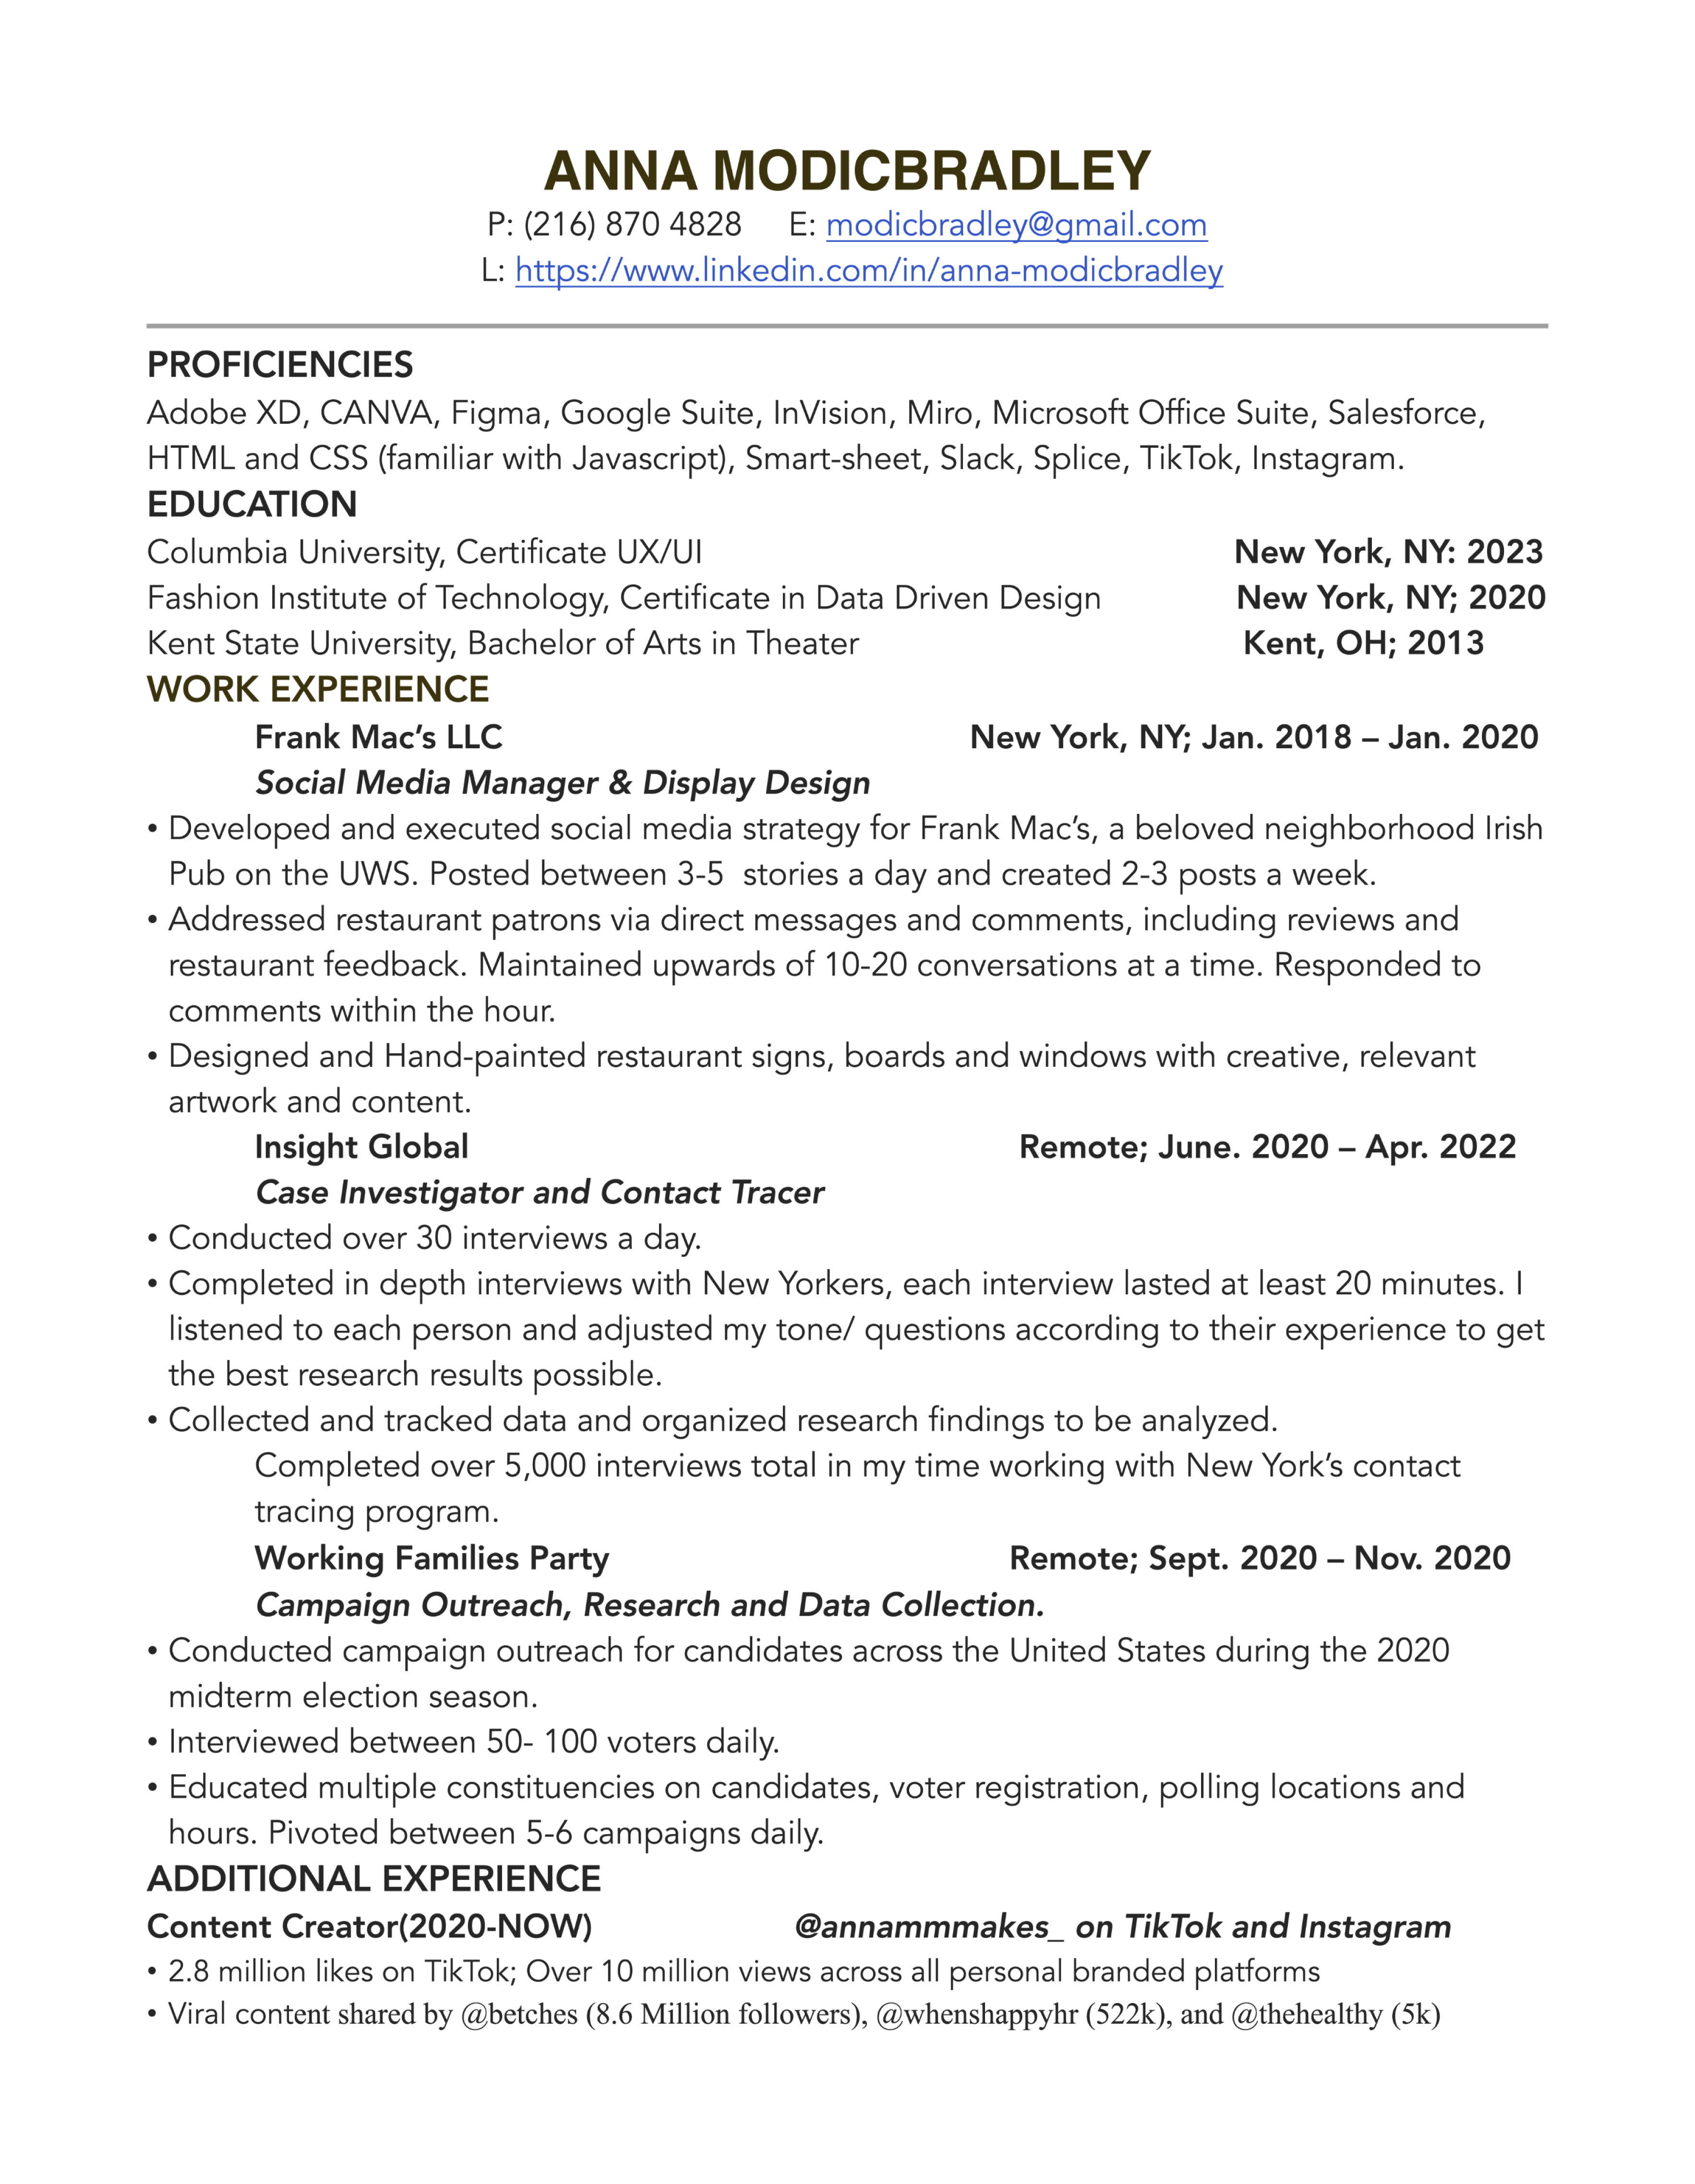 ANNA MODICBRADLEY
P: (216) 870 4828 E: modicbradley@gmail.com
L: https://www.linkedin.com/in/anna-modicbradley
PROFICIENCIES
Adobe XD, CANVA, Figma, Google Suite, InVision, Miro, Microsoft Office Suite, Salesforce,
HTML and CSS (familiar with Javascript), Smart-sheet, Slack, Splice, TikTok, Instagram.
EDUCATION
Columbia University, Certificate UX/UI New York, NY: 2023
Fashion Institute of Technology, Certificate in Data Driven Design New York, NY; 2020
Kent State University, Bachelor of Arts in Theater Kent, OH; 2013
WORK EXPERIENCE
Frank Mac’s LLC New York, NY; Jan. 2018 – Jan. 2020
Social Media Manager & Display Design
• Developed and executed social media strategy for Frank Mac’s, a beloved neighborhood Irish
Pub on the UWS. Posted between 3-5 stories a day and created 2-3 posts a week.
• Addressed restaurant patrons via direct messages and comments, including reviews and
restaurant feedback. Maintained upwards of 10-20 conversations at a time. Responded to
comments within the hour.
• Designed and Hand-painted restaurant signs, boards and windows with creative, relevant
artwork and content.
Insight Global Remote; June. 2020 – Apr. 2022
Case Investigator and Contact Tracer
• Conducted over 30 interviews a day.
• Completed in depth interviews with New Yorkers, each interview lasted at least 20 minutes. I
listened to each person and adjusted my tone/ questions according to their experience to get
the best research results possible.
• Collected and tracked data and organized research findings to be analyzed.
Completed over 5,000 interviews total in my time working with New York’s contact
tracing program.
Working Families Party Remote; Sept. 2020 – Nov. 2020
Campaign Outreach, Research and Data Collection.
• Conducted campaign outreach for candidates across the United States during the 2020
midterm election season.
• Interviewed between 50- 100 voters daily.
• Educated multiple constituencies on candidates, voter registration, polling locations and
hours. Pivoted between 5-6 campaigns daily.
ADDITIONAL EXPERIENCE
Content Creator(2020-NOW) @annammmakes_ on TikTok and Instagram
• 2.8 million likes on TikTok; Over 10 million views across all personal branded platforms
• Viral content shared by @betches (8.6 Million followers), @whenshappyhr (522k), and @thehealthy (5k)